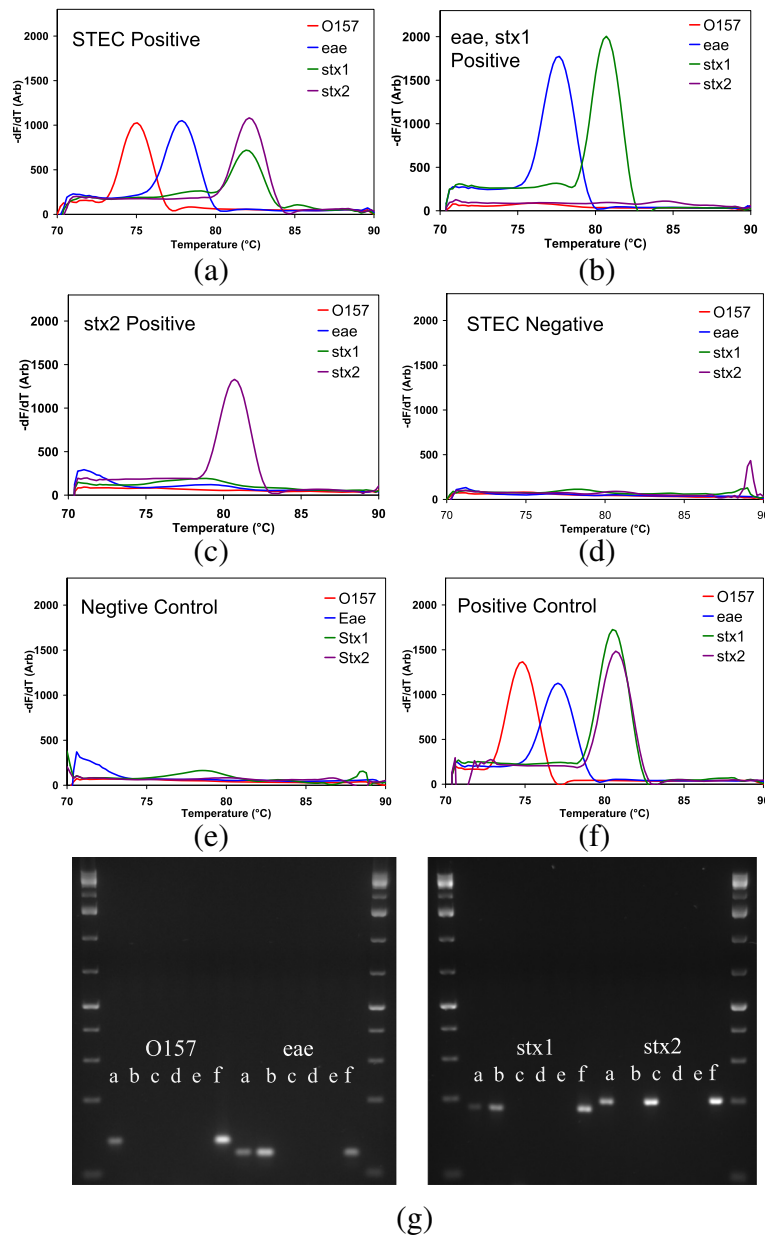 STEC Positive
O157
eae
stx1
stx2
-dF/dT (Arb)
2000
1500
1000
500
0
70 75 80 85 90
Temperature (°C)
(a)
eae, stx1
Positive
O157
eae
stx1
stx2
-dF/dT (Arb)
2000
1500
1000
500
0
70 75 80 85 90
Temperature (°C)
(b)
stx2 Positive
O157
eae
stx1
stx2
-dF/dT (Arb)
2000
1500
1000
500
0
70 75 80 85 90
Temperature (°C)
(c)
STEC Negative
O157
eae
stx1
stx2
-dF/dT (Arb)
2000
1500
1000
500
0
70 75 80 85 90
Temperature (°C)
(d)
Negtive Control
O157
Eae
Stx1
Stx2
-dF/dT (Arb)
2000
1500
1000
500
0
70 75 80 85 90
Temperature (°C)
(e)
Positive Control
O157
eae
stx1
stx2
-dF/dT (Arb)
2000
1500
1000
500
0
70 75 80 85 90
Temperature (°C)
(f)
O157 eae
a b c d e f a b c d e f
stx1 stx2
a b c d e f a b c d e f
(g)